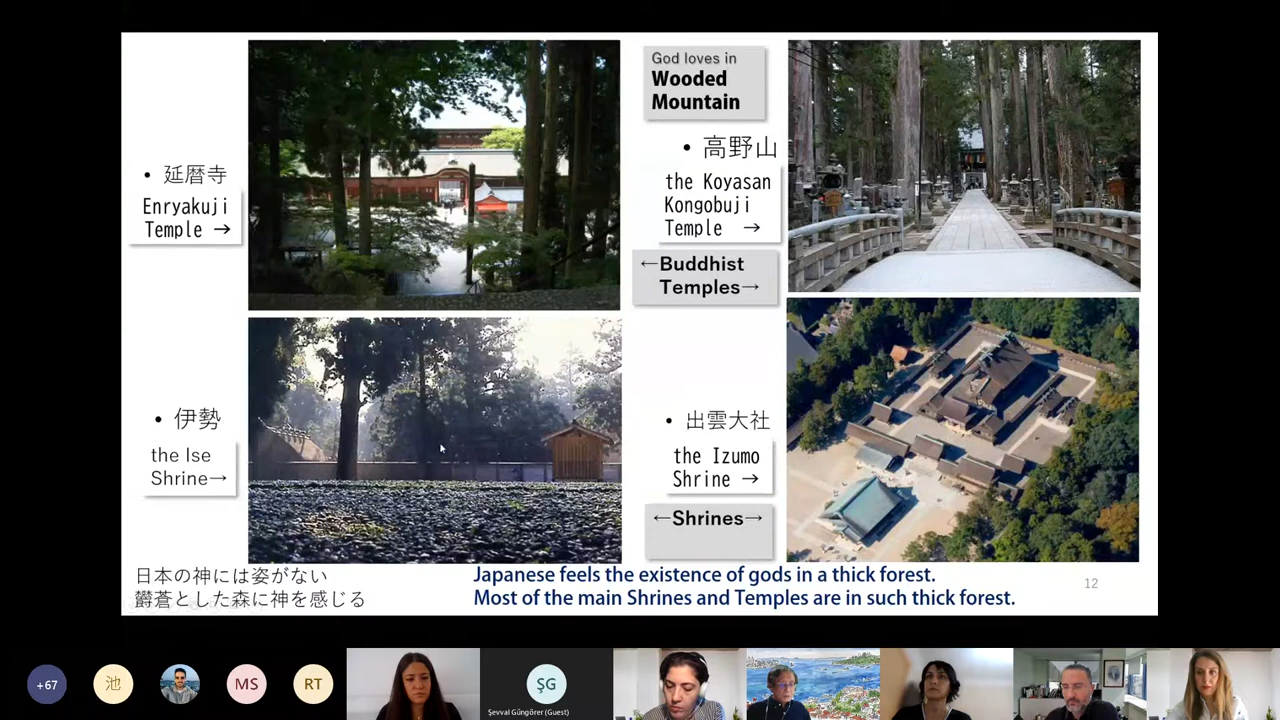 God loves in
Wooded
Mountain
• 延暦寺
Enryakuji
Temple →
• 高野山
the Koyasan
Kongobuji
Temple →
←Buddhist
Temples→
• 伊勢
the Ise
Shrine→
• 出雲大社
the Izumo
Shrine →
←Shrines→
日本の神には姿がない
欝蒼とした森に神を感じる
Japanese feels the existence of gods in a thick forest.
Most of the main Shrines and Temples are in such thick forest.
12
+67
池
MS
RT
ŞG
Şevval Güngörer (Guest)